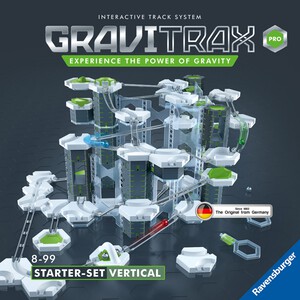 INTERACTIVE TRACK SYSTEM
GRAVITRAX
PRO
EXPERIENCE THE POWER OF GRAVITY
The Original from Germany
8-99
STARTER-SET VERTICAL
Ravensburger